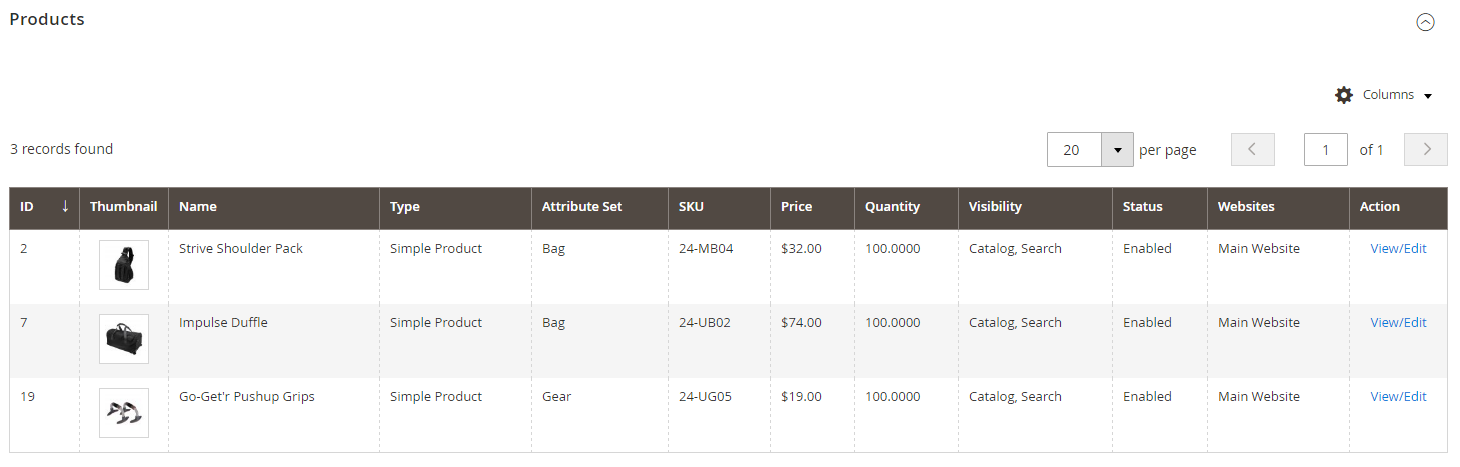 Products
Columns
3 records found
20 per page 1 of 1
ID Thumbnail Name Type Attribute Set SKU Price Quantity Visibility Status Websites Action
2 Strive Shoulder Pack Simple Product Bag 24-MB04 $32.00 100.0000 Catalog, Search Enabled Main Website View/Edit
7 Impulse Duffle Simple Product Bag 24-UB02 $74.00 100.0000 Catalog, Search Enabled Main Website View/Edit
19 Go-Get'r Pushup Grips Simple Product Gear 24-UG05 $19.00 100.0000 Catalog, Search Enabled Main Website View/Edit